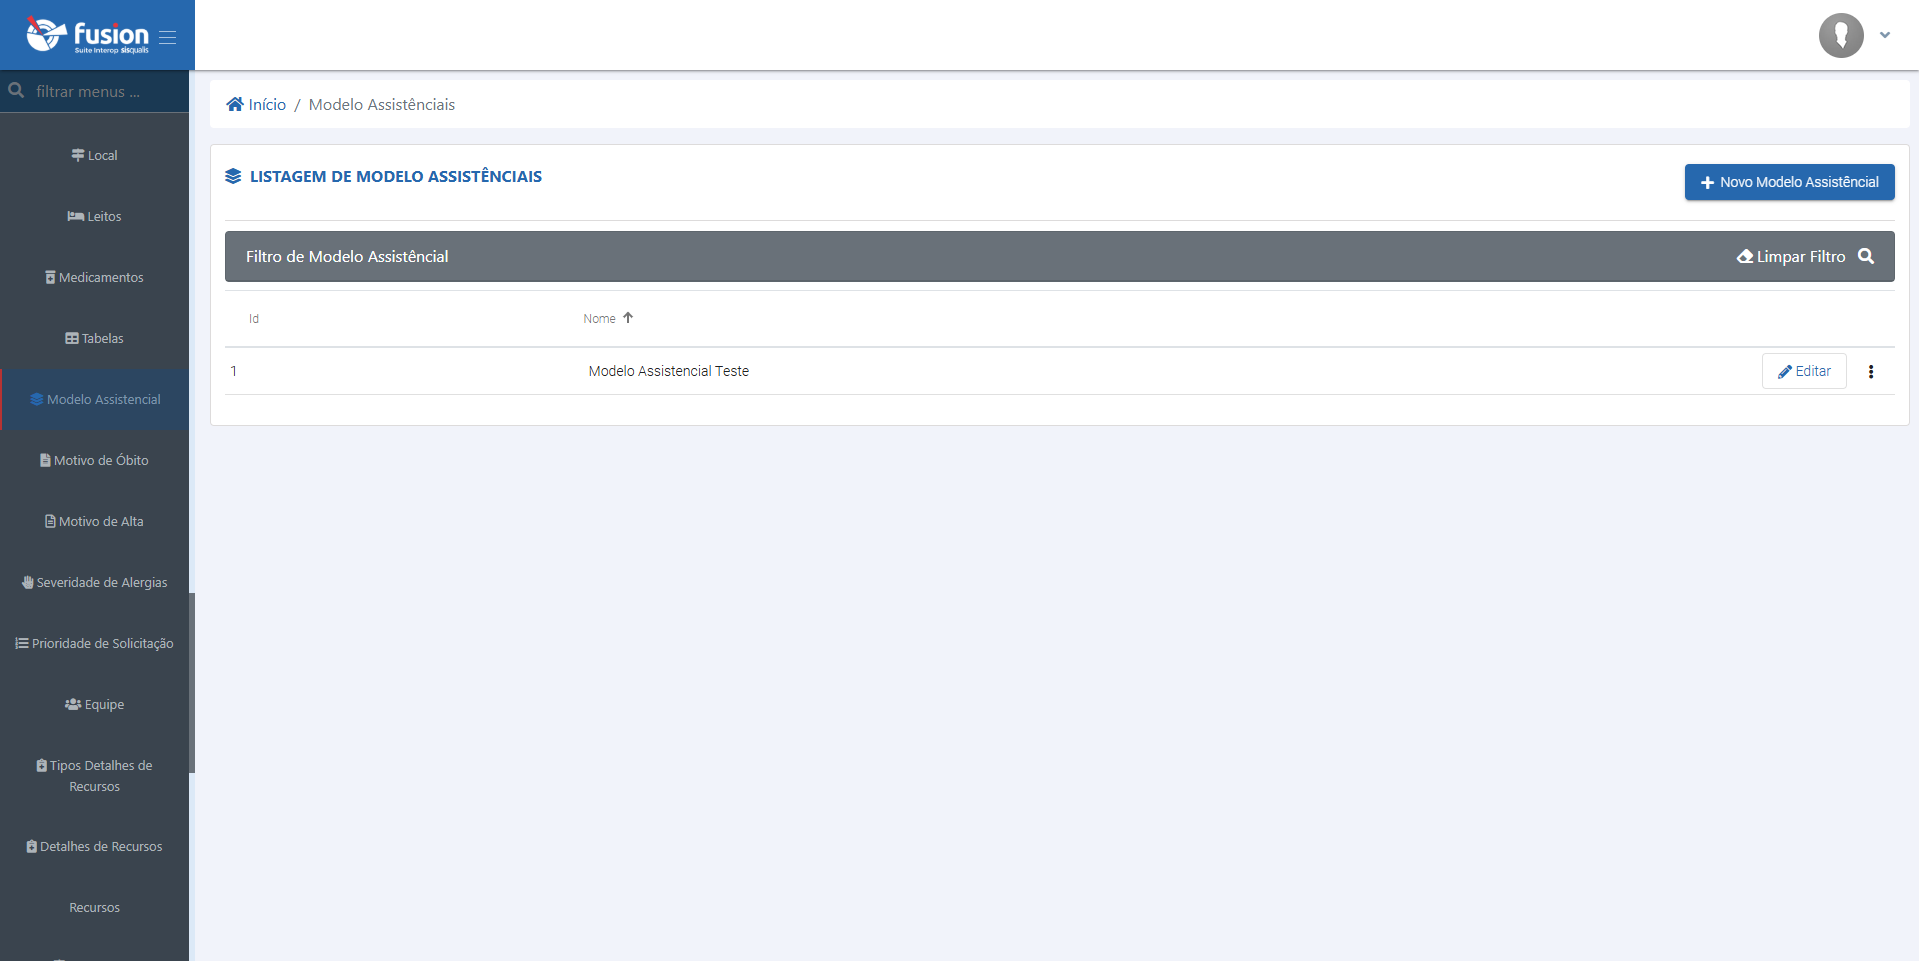 fusion
Suite Interop sisqualis
filtrar menus ...
Local
Leitos
Medicamentos
Tabelas
Modelo Assistencial
Motivo de Óbito
Motivo de Alta
Severidade de Alergias
Prioridade de Solicitação
Equipe
Tipos Detalhes de
Recursos
Detalhes de Recursos
Recursos
Início / Modelo Assistênciais
LISTAGEM DE MODELO ASSISTÊNCIAIS
Novo Modelo Assistêncial
Filtro de Modelo Assistêncial
Limpar Filtro
Id Nome
1 Modelo Assistencial Teste Editar